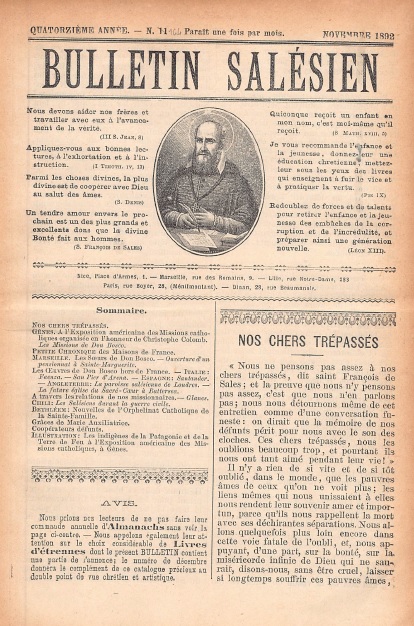 QUATORZIÈME ANNÉE. — N. 11 Paraît une fois par mois. NOVEMBRE 1892
BULLETIN SALÉSIEN
Nous devons aider nos frères et
travailler avec eux à l'avance-
ment de la verité.
(III S. JEAN, 8)
Appliquez-vous aux bonnes lec-
tures, à l'exhortation et à l'in-
struction.
(I TIMOTH. IV, 13)
Parmi les choses divines, la plus
divine est de coopérer avec Dieu
au salut des âmes.
(S. DENIS)
Un tendre amour envers le pro-
chain est un des plus grands et
excellents dons que la divine
Bonté fait aux hommes.
(S. FRANÇOIS DE SALES)
Quiconque reçoit un enfant en
mon nom, c'est moi-même qu'il
reçoit.
(S. MATH. XVIII, 5)
Je vous recommande l'enfance et
la jeunesse, donnez-leur une
éducation chrétienne; mettez-
leur sous les yeux des livres
qui enseignent à fuir le vice et
à pratiquer la vertu.
(PIE IX)
Redoublez de forces et de talents
pour retirer l'enfance et la jeu-
nesse des embûches de la cor-
ruption et de l'incrédulité, et
préparer ainsi une génération
nouvelle.
(LÉON XIII).
Nice, Place d'Armes, 1. — Marseille, rue des Romains, 9. — Lille, rue Notre-Dame, 283
Paris, rue Boyer, 28, (Ménilmontant). — Dinan, 28, rue Beaumanoir.
Sommaire.
NOS CHERS TRÉPASSÉS.
GÊNES. A l'Exposition américaine des Missions catho-
liques organisée en l'honneur de Christophe Colomb.
Les Missions de Don Bosco.
PETITE CHRONIQUE des Maisons de France.
MARSEILLE. Les Sœurs de Don Bosco. — Ouverture d'un
pensionnat à Sainte-Marguerite.
LES ŒUVRES DE DON BOSCO hors de France. — ITALIE:
Faenza. — San Pier d'Arena. — ESPAGNE: Santander.
— ANGLETERRE: La paroisse salésienne de Londres. —
La future église du Sacré-Cœur à Battersea.
A TRAVERS les relations de nos missionnaires. — Glanes.
CHILI: Les Salésiens durant la guerre civile.
BETHLÉEM: Nouvelles de l'Orphelinat Catholique de
la Sainte-Famille.
GRÂCES de Marie Auxiliatrice.
COOPÉRATEURS défunts.
ILLUSTRATION: Les indigènes de la Patagonie et de la
Terre de Feu à l'Exposition américaine des Mis-
sions catholiques, à Gênes.
AVIS.
Nous prions nos lecteurs de ne pas faire leur
commande annuelle d'Almanachs sans voir la
page ci-contre. — Nous appelons également leur at-
tention sur le choix considérable de Livres
d'étrennes dont le présent BULLETIN contient
une partie de l'annonce; le numéro de décembre
donnera le complément de ce catalogue précieux au
double point de vue chrétien et artistique.
NOS CHERS TRÉPASSÉS
« Nous ne pensons pas assez à nos
chers trépassés, dit saint François de
Sales; et la preuve que nous n'y pensons
pas assez, c'est que nous n'en parlons
pas; nous nous détournons même de cet
entretien comme d'une conversation fu-
neste: on dirait que la mémoire de nos
défunts périt pour nous avec le son des
cloches. Ces chers trépassés, nous les
oublions beaucoup trop, et pourtant ils
nous ont tant aimé pendant leur vie! »
Il n'y a rien de si vite et de si tôt
oublié, dans le monde, que les pauvres
âmes de ceux qu'on ne voit plus; les
liens mêmes qui nous unissaient à elles
nous rendent leur souvenir amer et impor-
tun, parce qu'ils nous rappellent la mort
avec ses déchirantes séparations. Nous al-
lons quelquefois plus loin encore dans
cette voie fatale de l'oubli, et, nous ap-
puyant, d'une part, sur la bonté, sur la
miséricorde infinie de Dieu qui ne sau-
rait, disons-nous, sans être cruel, laisser
si longtemps souffrir ces pauvres âmes,